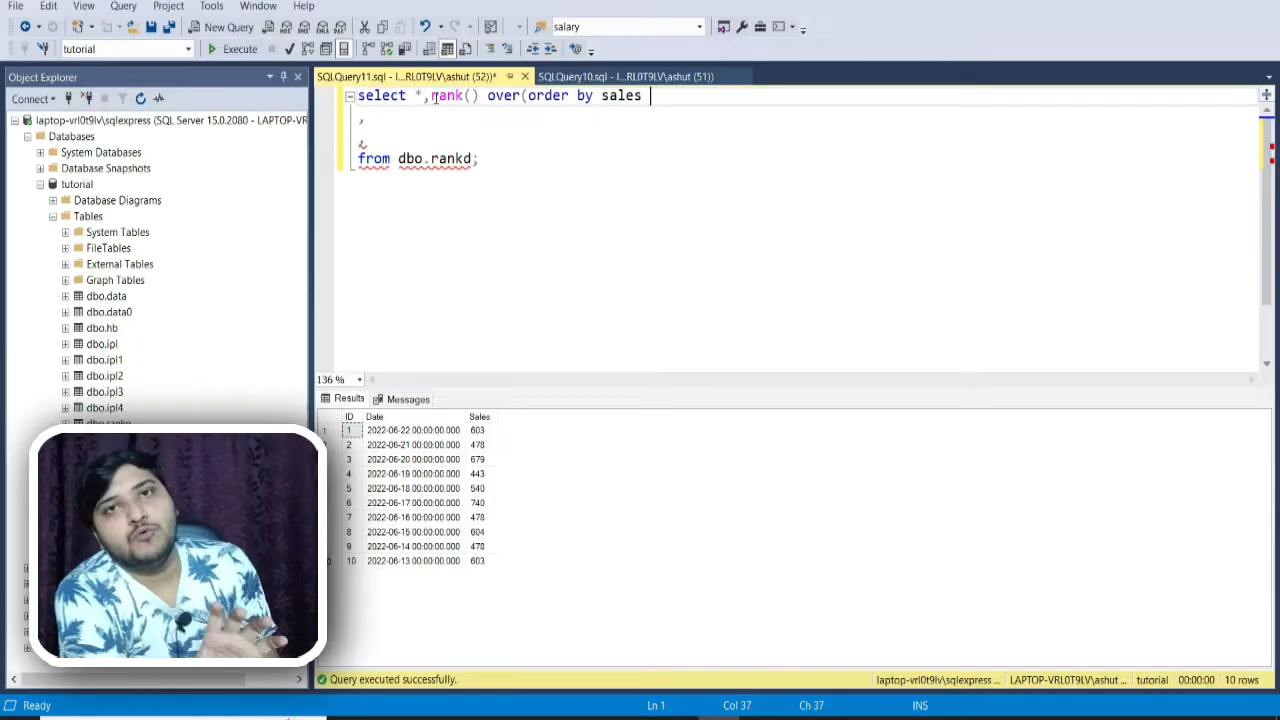 File Edit View Query Project Tools Window Help
New Query salary
tutorial Execute
Object Explorer
SQLQuery11.sql - l...RL0T9LV\ashut (52))*
SQLQuery10.sql - l...RL0T9LV\ashut (51))
Connect
laptop-vrl0t9lv\sqlexpress (SQL Server 15.0.2080 - LAPTOP-VR
Databases
System Databases
Database Snapshots
tutorial
Database Diagrams
Tables
System Tables
FileTables
External Tables
Graph Tables
dbo.data
dbo.data0
dbo.hb
dbo.ipl
dbo.ipl1
dbo.ipl2
dbo.ipl3
dbo.ipl4
select *,rank() over(order by sales
,
,
from dbo.rankd;
136 %
Results Messages
ID Date Sales
1 1 2022-06-22 00:00:00.000 603
2 2022-06-21 00:00:00.000 478
3 2022-06-20 00:00:00.000 679
4 2022-06-19 00:00:00.000 443
5 2022-06-18 00:00:00.000 540
6 2022-06-17 00:00:00.000 740
7 2022-06-16 00:00:00.000 478
8 2022-06-15 00:00:00.000 604
9 2022-06-14 00:00:00.000 478
10 2022-06-13 00:00:00.000 603
Query executed successfully.
laptop-vrl0t9lv\sqlexpress ... LAPTOP-VRL0T9LV\ashut ... tutorial 00:00:00 10 rows
Ready Ln 1 Col 37 Ch 37 INS